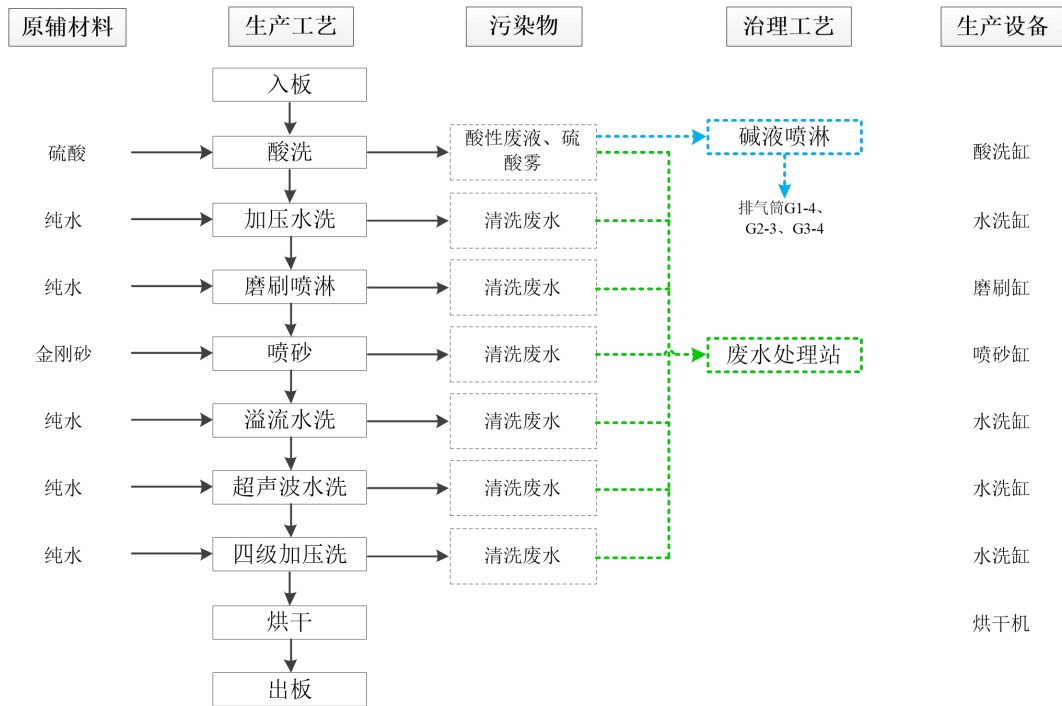 原辅材料
生产工艺
污染物
治理工艺
生产设备
入板
硫酸
酸洗
酸性废液、硫
酸雾
碱液喷淋
酸洗缸
排气筒G1-4、
G2-3、G3-4
纯水
加压水洗
清洗废水
水洗缸
纯水
磨刷喷淋
清洗废水
磨刷缸
金刚砂
喷砂
清洗废水
废水处理站
喷砂缸
纯水
溢流水洗
清洗废水
水洗缸
纯水
超声波水洗
清洗废水
水洗缸
纯水
四级加压洗
清洗废水
水洗缸
烘干
烘干机
出板